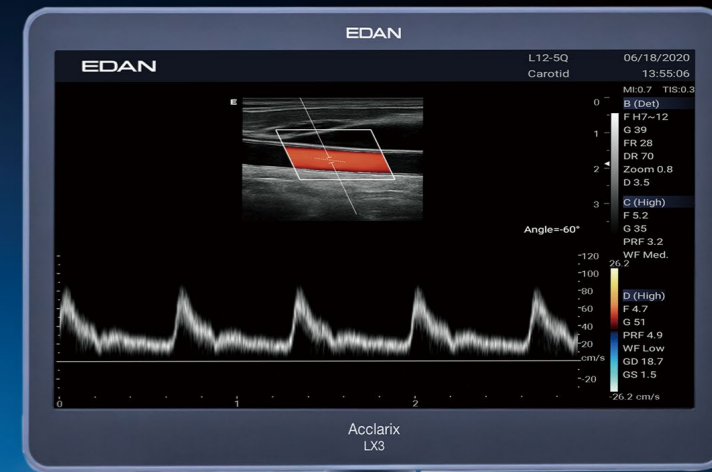 EDAN
EDAN
L12-5Q 06/18/2020
Carotid 13:55:06
MI:0.7 TIS:0.3
E
0
1
2
3
B (Det)
F H7~12
G 39
FR 28
DR 70
Zoom 0.8
D 3.5
C (High)
F 5.2
G 35
PRF 3.2
WF Med.
Angle=-60°
26.2
D (High)
F 4.7
G 51
PRF 4.9
WF Low
GD 18.7
GS 1.5
-26.2 cm/s
120
100
80
60
40
20
cm/s
-20
0 1 2
Acclarix
LX3